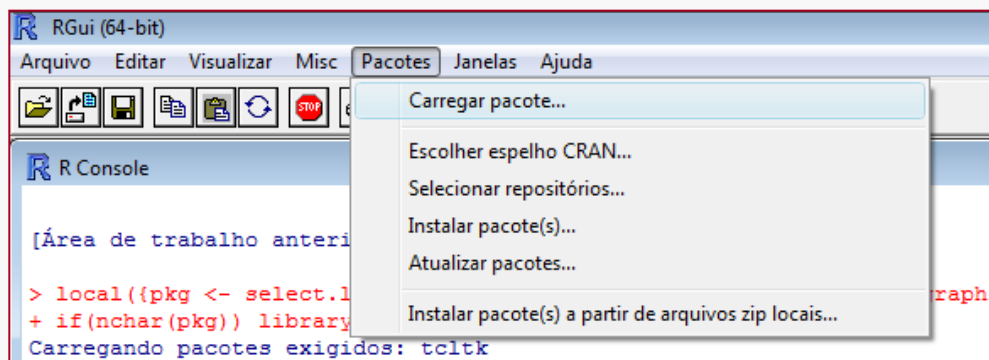 RGui (64-bit)
Arquivo Editar Visualizar Misc Pacotes Janelas Ajuda
STOP
Carregar pacote...
Escolher espelho CRAN...
Selecionar repositórios...
Instalar pacote(s)...
Atualizar pacotes...
Instalar pacote(s) a partir de arquivos zip locais...
R Console
[Área de trabalho anteri
> local({pkg <- select.l raph
+ if(nchar(pkg)) library
Carregando pacotes exigidos: tcltk